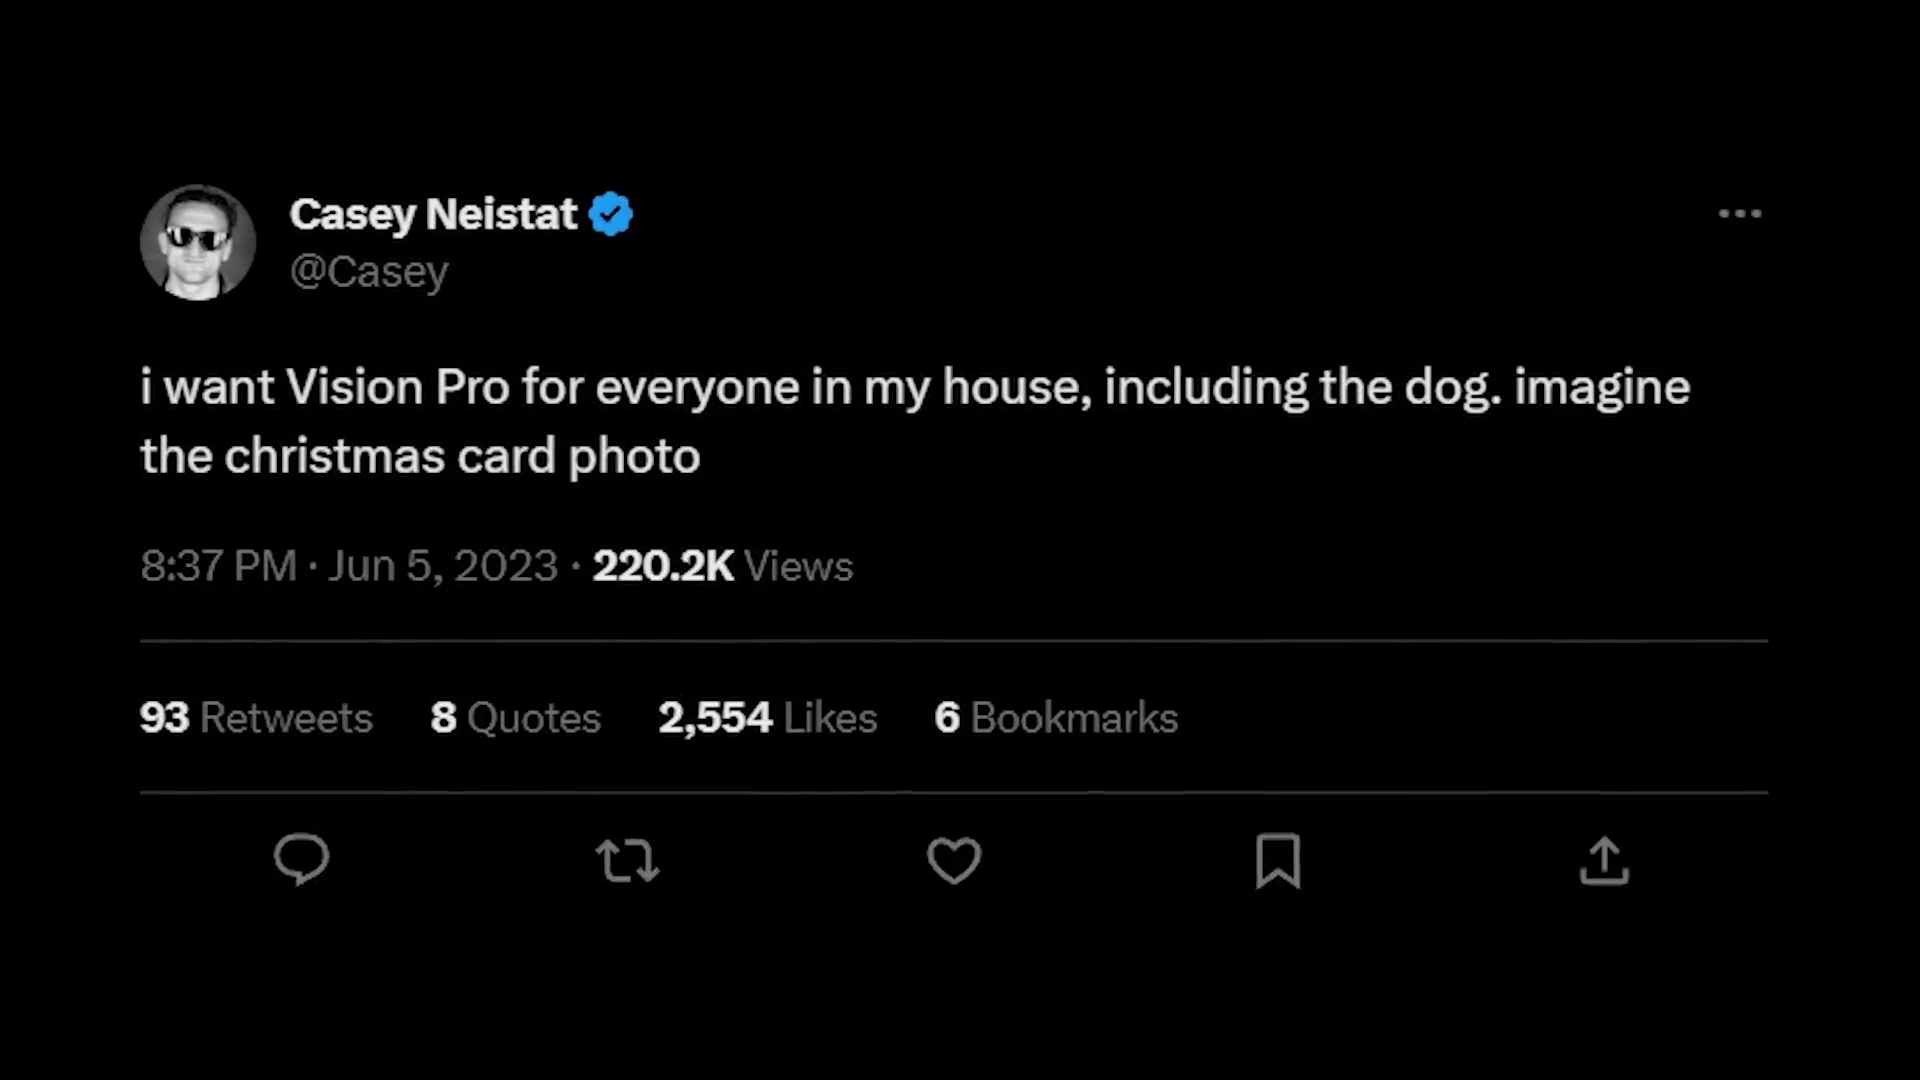 Casey Neistat
@Casey
i want Vision Pro for everyone in my house, including the dog. imagine
the christmas card photo
8:37 PM · Jun 5, 2023 · 220.2K Views
93 Retweets 8 Quotes 2,554 Likes 6 Bookmarks